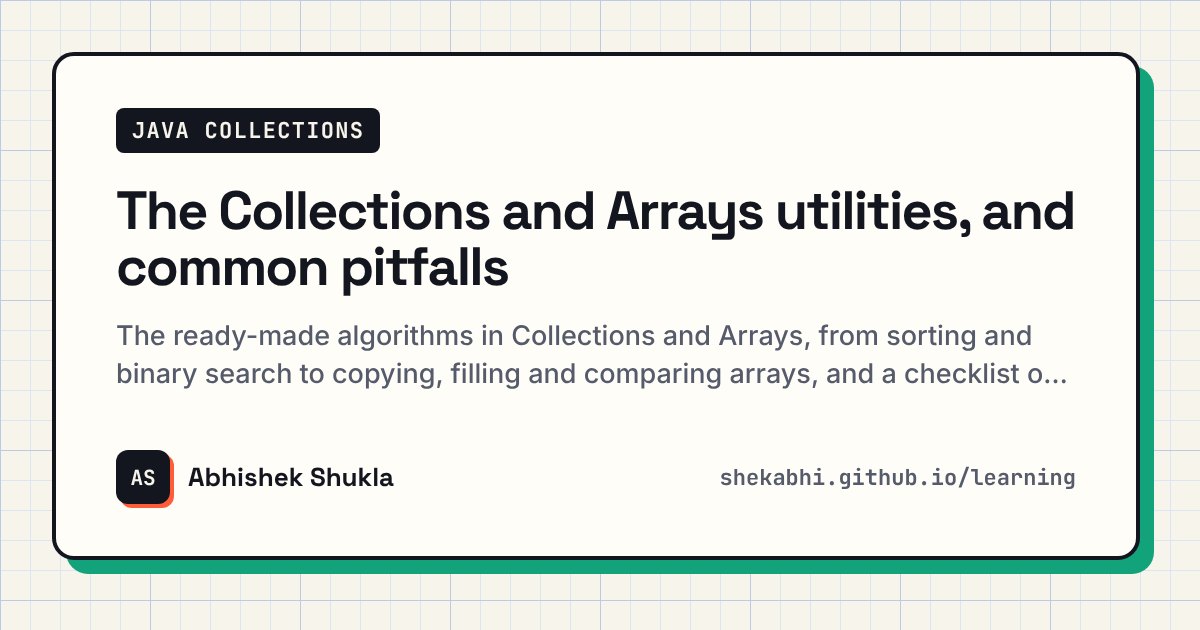 JAVA COLLECTIONS
The Collections and Arrays utilities, and
common pitfalls
The ready-made algorithms in Collections and Arrays, from sorting and
binary search to copying, filling and comparing arrays, and a checklist o...
AS
Abhishek Shukla
shekabhi.github.io/learning